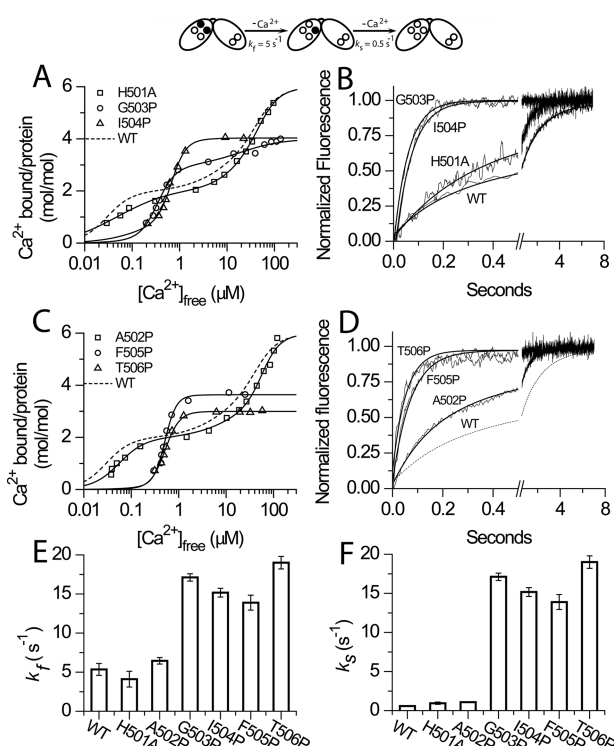 -Ca²⁺ -Ca²⁺
k_f = 5 s⁻¹ k_s = 0.5 s⁻¹
A
H501A
G503P
I504P
WT
6
4
2
0
Ca²⁺ bound/protein
(mol/mol)
0.01 0.1 1 10 100
[Ca²⁺]free (µM)
B
G503P
I504P
H501A
WT
1.00
0.75
0.50
0.25
0.00
Normalized Fluorescence
0.0 0.2 0.4 4 6 8
Seconds
C
A502P
F505P
T506P
WT
6
4
2
0
Ca²⁺ bound/protein
(mol/mol)
0.01 0.1 1 10 100
[Ca²⁺]free (µM)
D
T506P
F505P
A502P
WT
1.00
0.75
0.50
0.25
0.00
Normalized fluorescence
0.0 0.2 0.4 4 6 8
Seconds
E
20
15
10
5
0
k_f (s⁻¹)
WT H501A A502P G503P I504P F505P T506P
F
20
15
10
5
0
k_s (s⁻¹)
WT H501A A502P G503P I504P F505P T506P